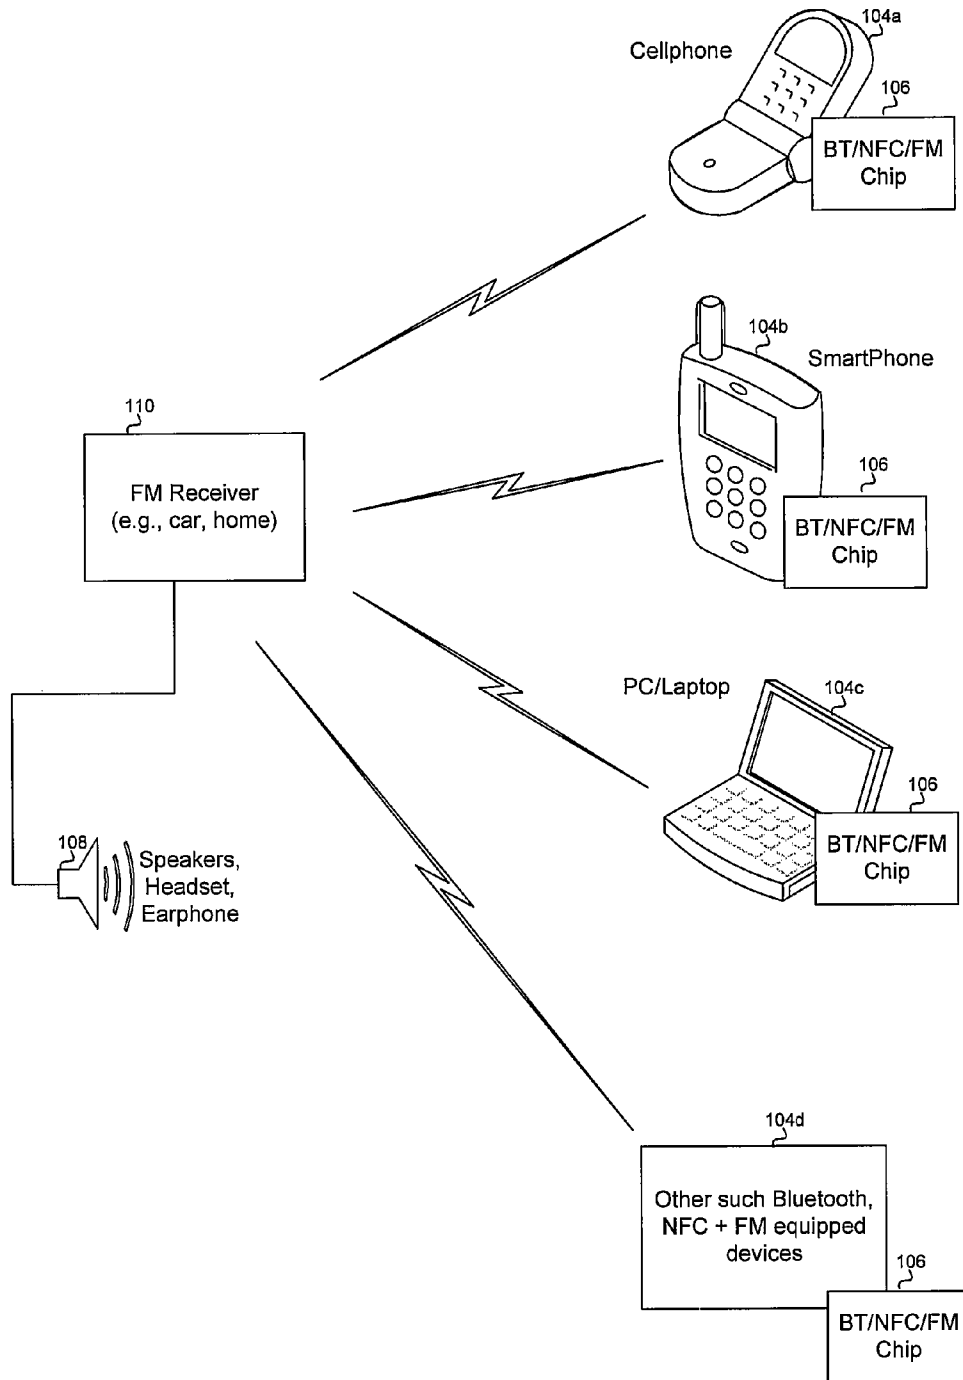 104a
Cellphone
106
BT/NFC/FM
Chip
104b
SmartPhone
110
FM Receiver
(e.g., car, home)
106
BT/NFC/FM
Chip
PC/Laptop
104c
106
BT/NFC/FM
Chip
108
Speakers,
Headset,
Earphone
104d
Other such Bluetooth,
NFC + FM equipped
devices
106
BT/NFC/FM
Chip